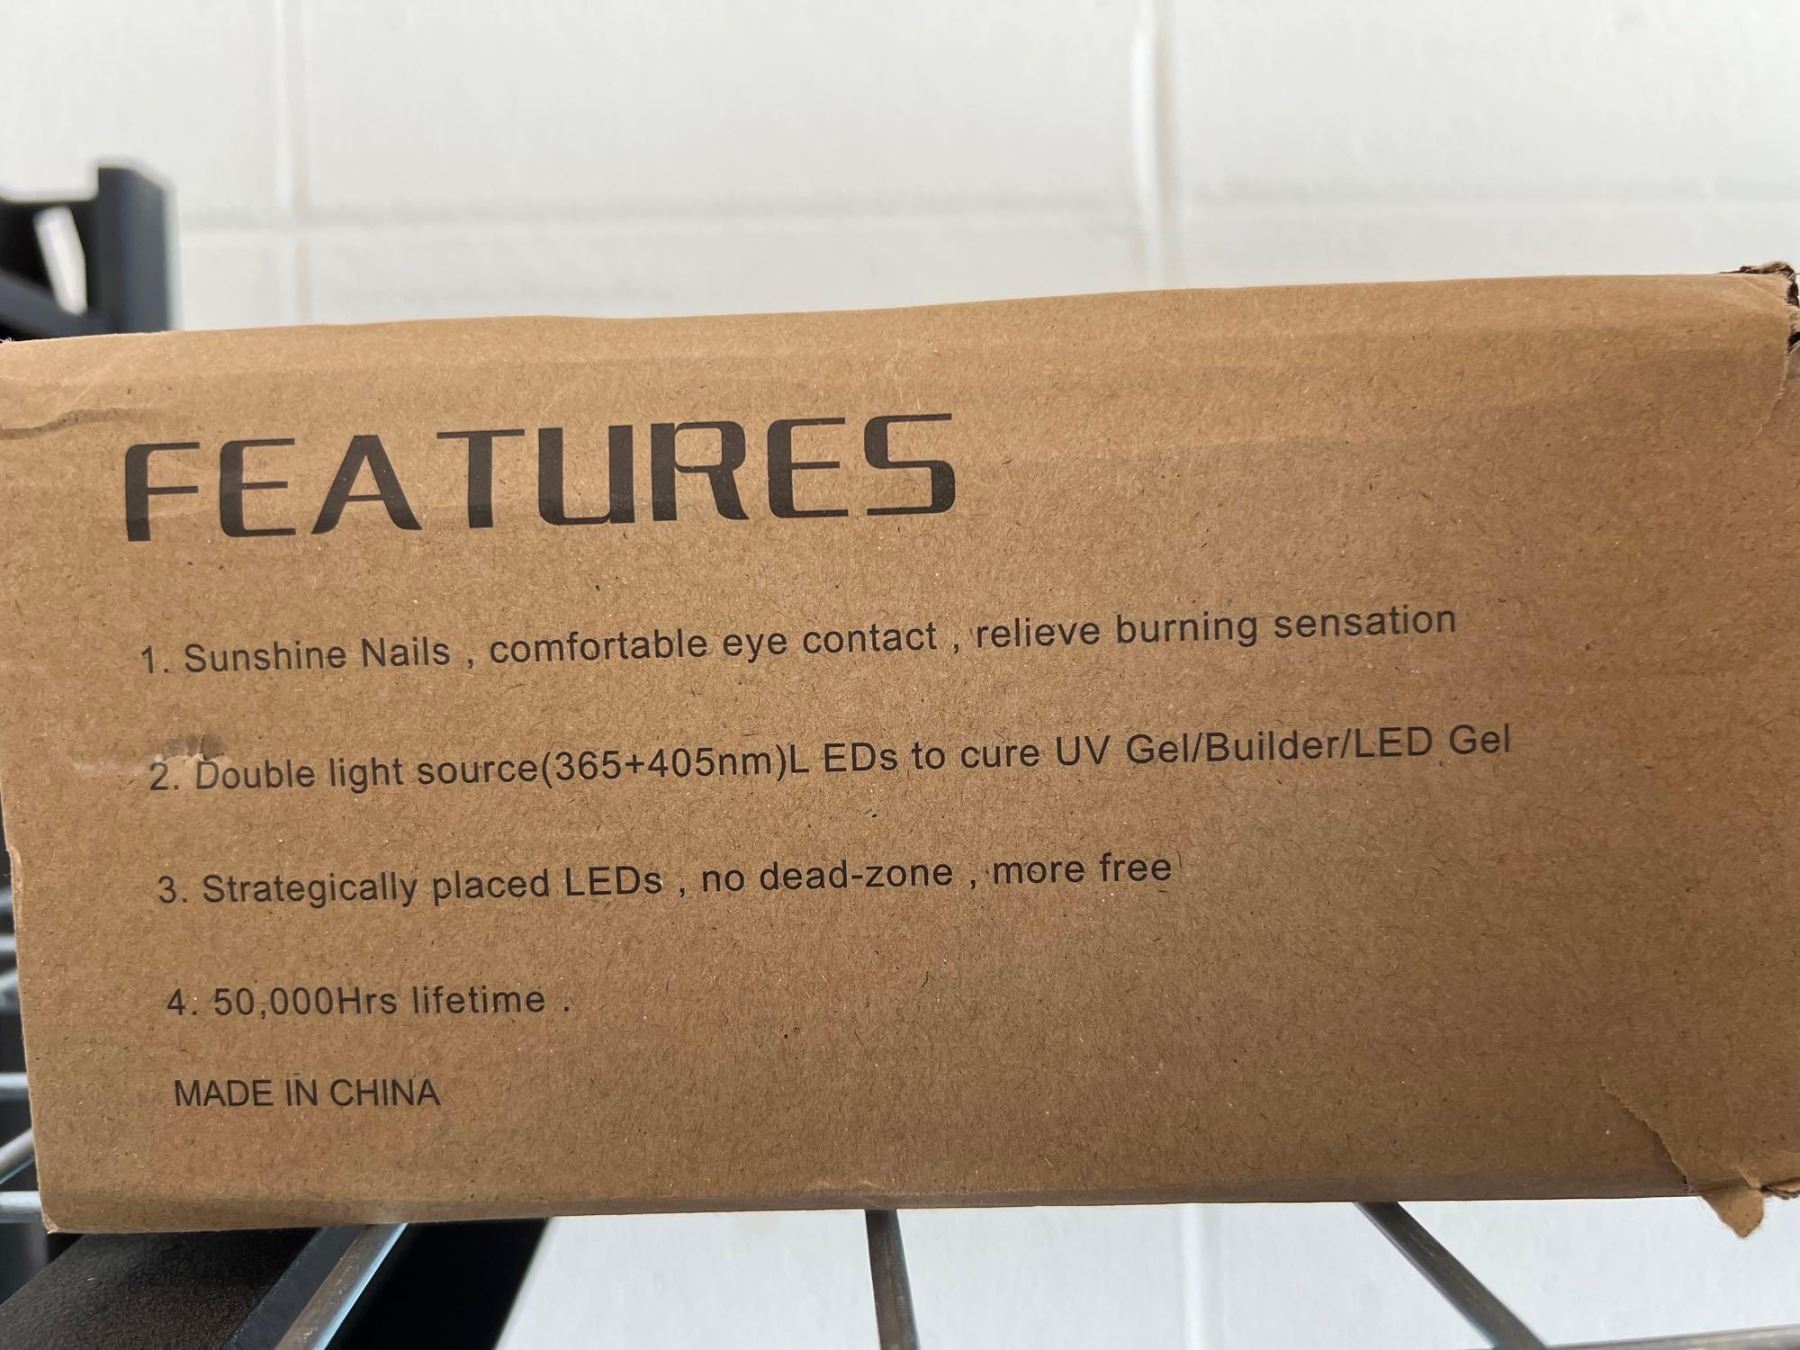 FEATURES
1. Sunshine Nails , comfortable eye contact , relieve burning sensation
2. Double light source(365+405nm)L EDs to cure UV Gel/Builder/LED Gel
3. Strategically placed LEDs , no dead-zone , more free
4. 50,000Hrs lifetime .
MADE IN CHINA